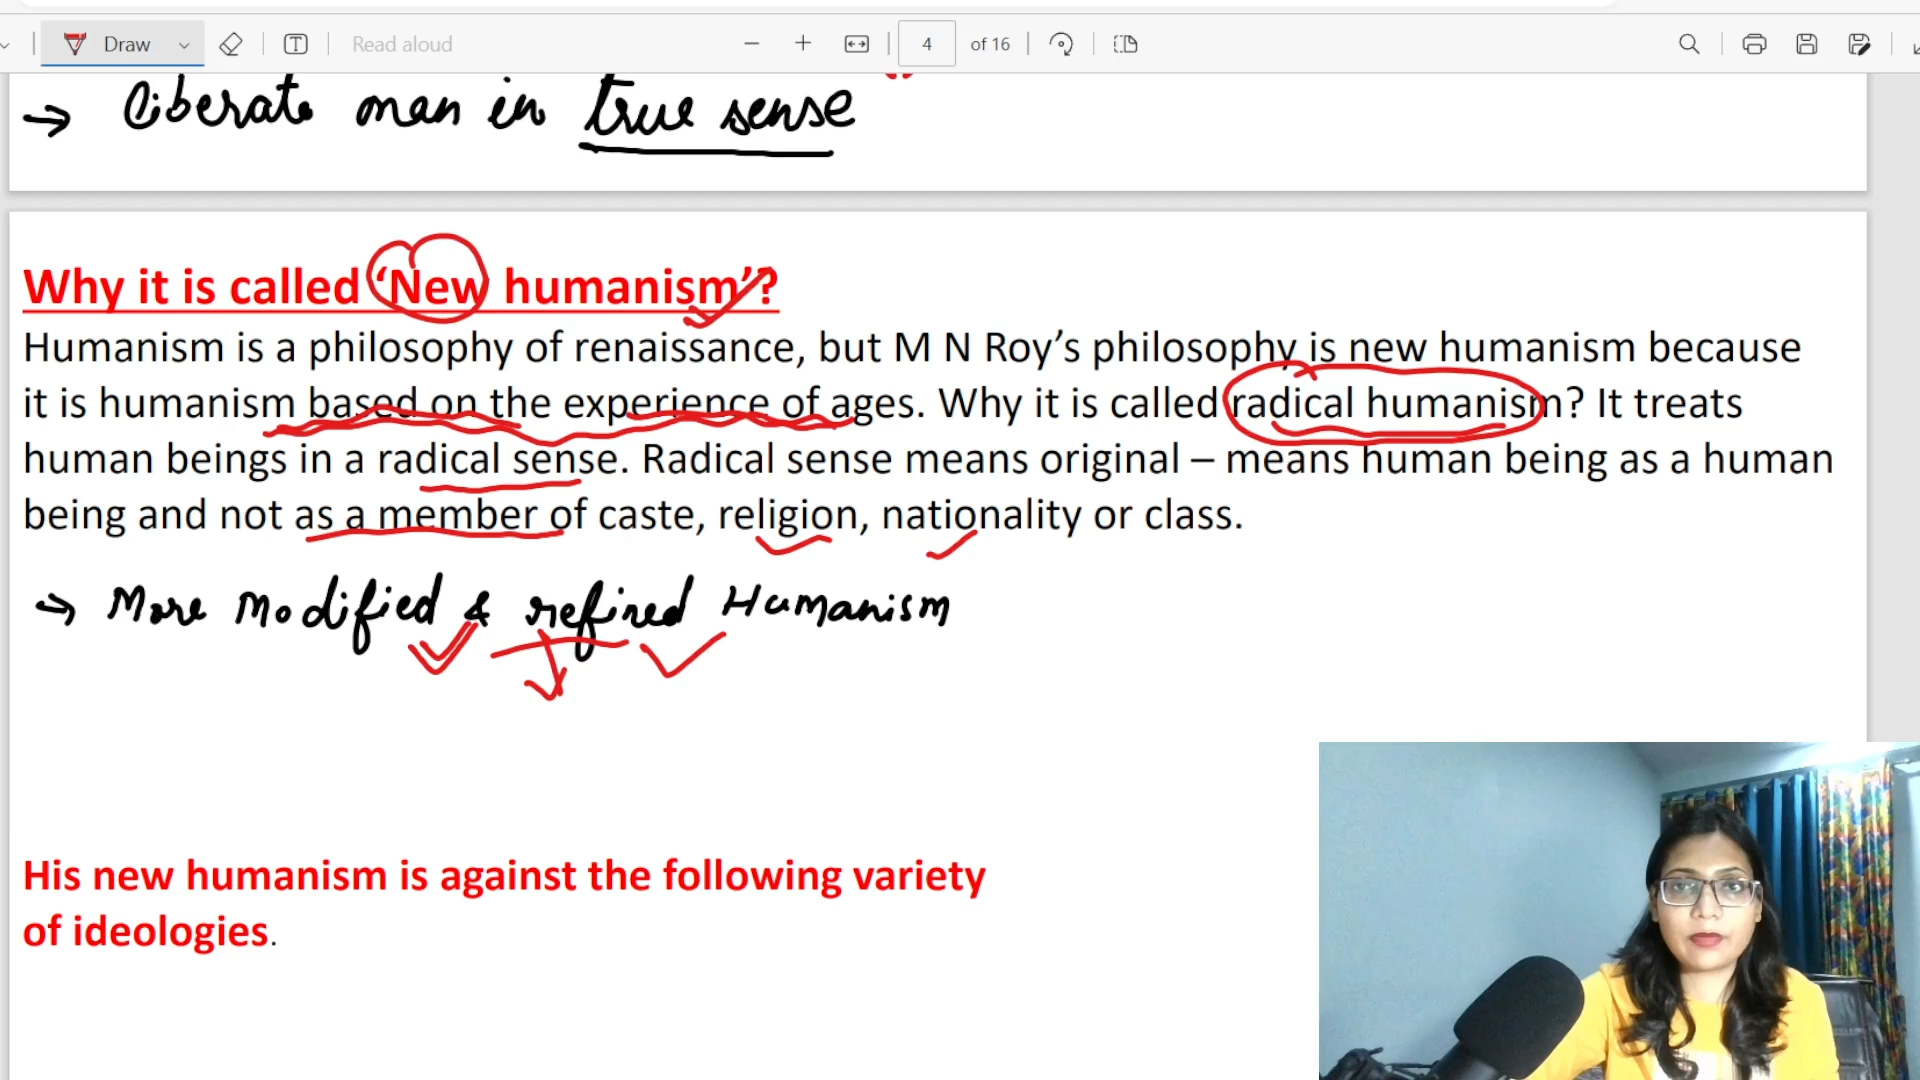 Draw
Read aloud
4 of 16
→ liberate man in true sense
Why it is called ‘New humanism’?
Humanism is a philosophy of renaissance, but M N Roy’s philosophy is new humanism because
it is humanism based on the experience of ages. Why it is called radical humanism? It treats
human beings in a radical sense. Radical sense means original – means human being as a human
being and not as a member of caste, religion, nationality or class.
→ More Modified & refined Humanism
His new humanism is against the following variety
of ideologies.